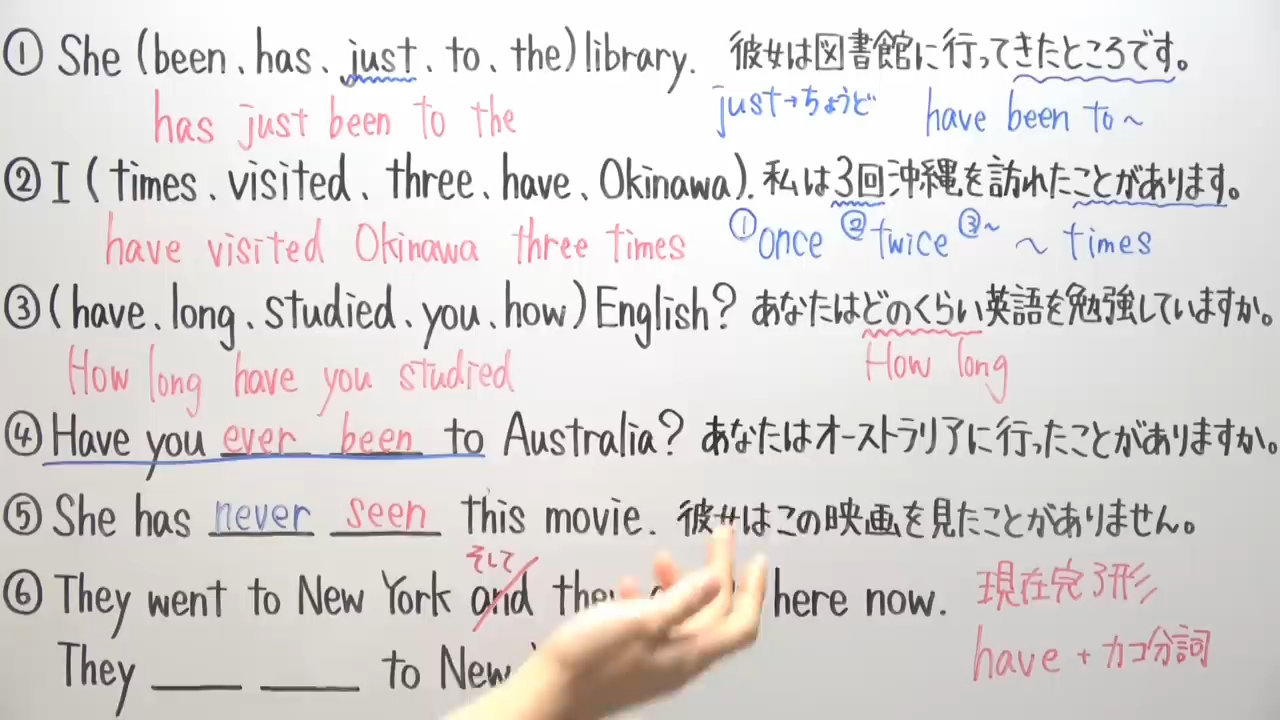 ① She (been、has、just、to、the) library. 彼女は図書館に行ってきたところです。
has just been to the just→ちょうど have been to ~
② I (times、visited、three、have、Okinawa). 私は3回沖縄を訪れたことがあります。
have visited Okinawa three times ①once ②twice ③~ ~ times
③ (have、long、studied、you、how) English? あなたはどのくらい英語を勉強していますか。
How long have you studied How long
④ Have you ever been to Australia? あなたはオーストラリアに行ったことがありますか。
⑤ She has never seen this movie. 彼女はこの映画を見たことがありません。
そして
⑥ They went to New York and here now. 現在完了形
They ____ ____ to New have + カコ分詞